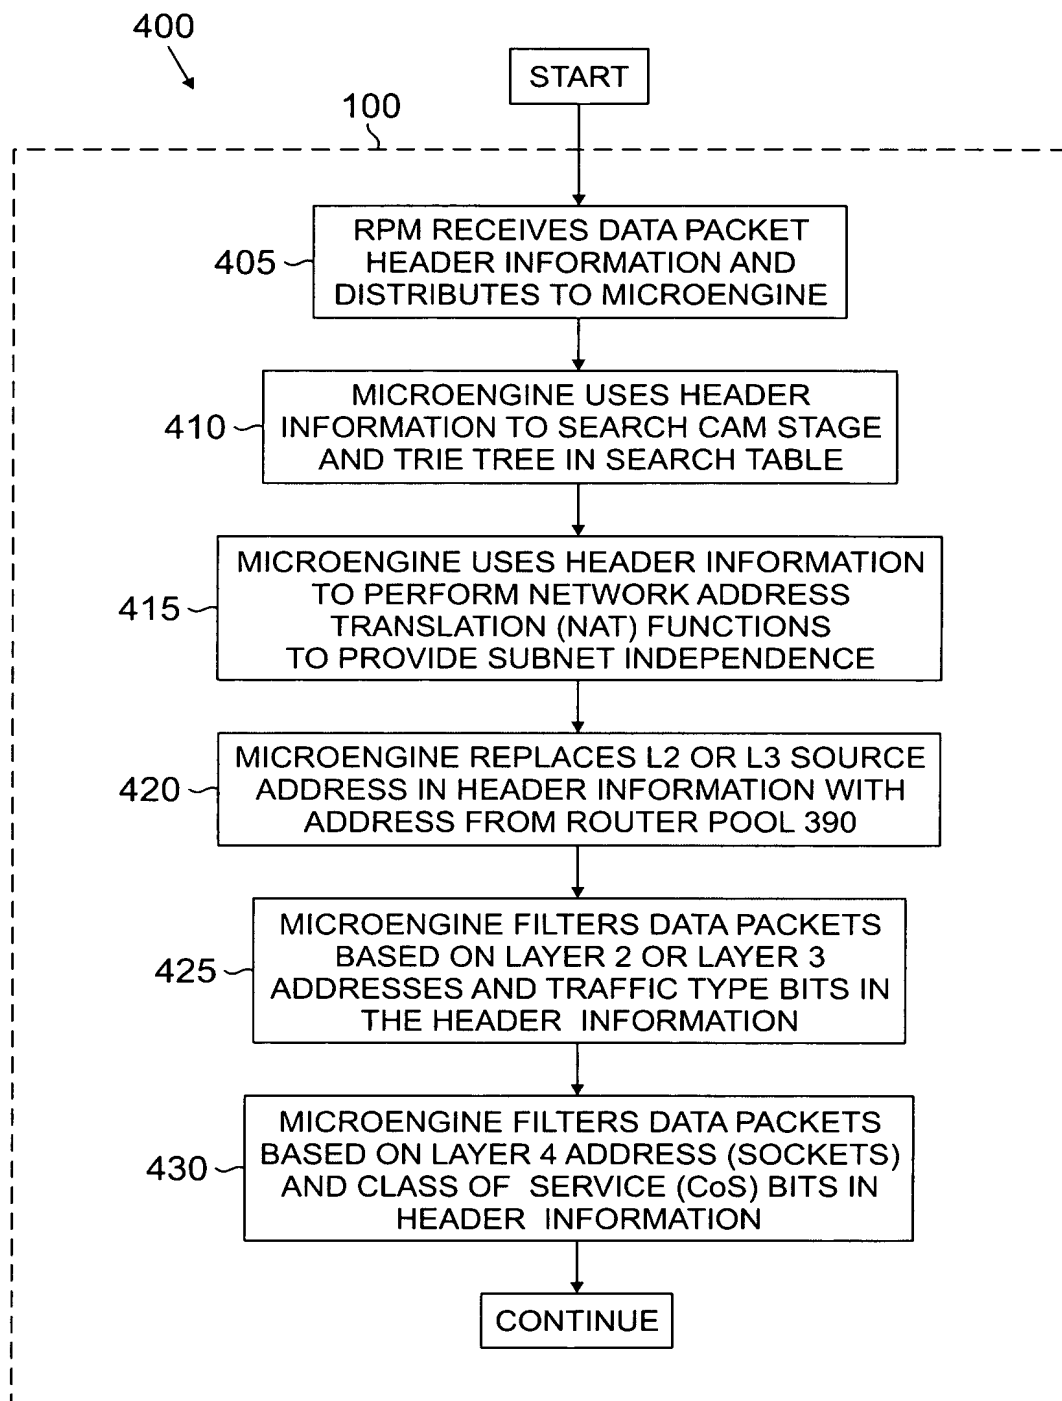 400
START
100
RPM RECEIVES DATA PACKET
HEADER INFORMATION AND
DISTRIBUTES TO MICROENGINE
405
MICROENGINE USES HEADER
INFORMATION TO SEARCH CAM STAGE
AND TRIE TREE IN SEARCH TABLE
410
MICROENGINE USES HEADER INFORMATION
TO PERFORM NETWORK ADDRESS
TRANSLATION (NAT) FUNCTIONS
TO PROVIDE SUBNET INDEPENDENCE
415
MICROENGINE REPLACES L2 OR L3 SOURCE
ADDRESS IN HEADER INFORMATION WITH
ADDRESS FROM ROUTER POOL 390
420
MICROENGINE FILTERS DATA PACKETS
BASED ON LAYER 2 OR LAYER 3
ADDRESSES AND TRAFFIC TYPE BITS IN
THE HEADER INFORMATION
425
MICROENGINE FILTERS DATA PACKETS
BASED ON LAYER 4 ADDRESS (SOCKETS)
AND CLASS OF SERVICE (CoS) BITS IN
HEADER INFORMATION
430
CONTINUE